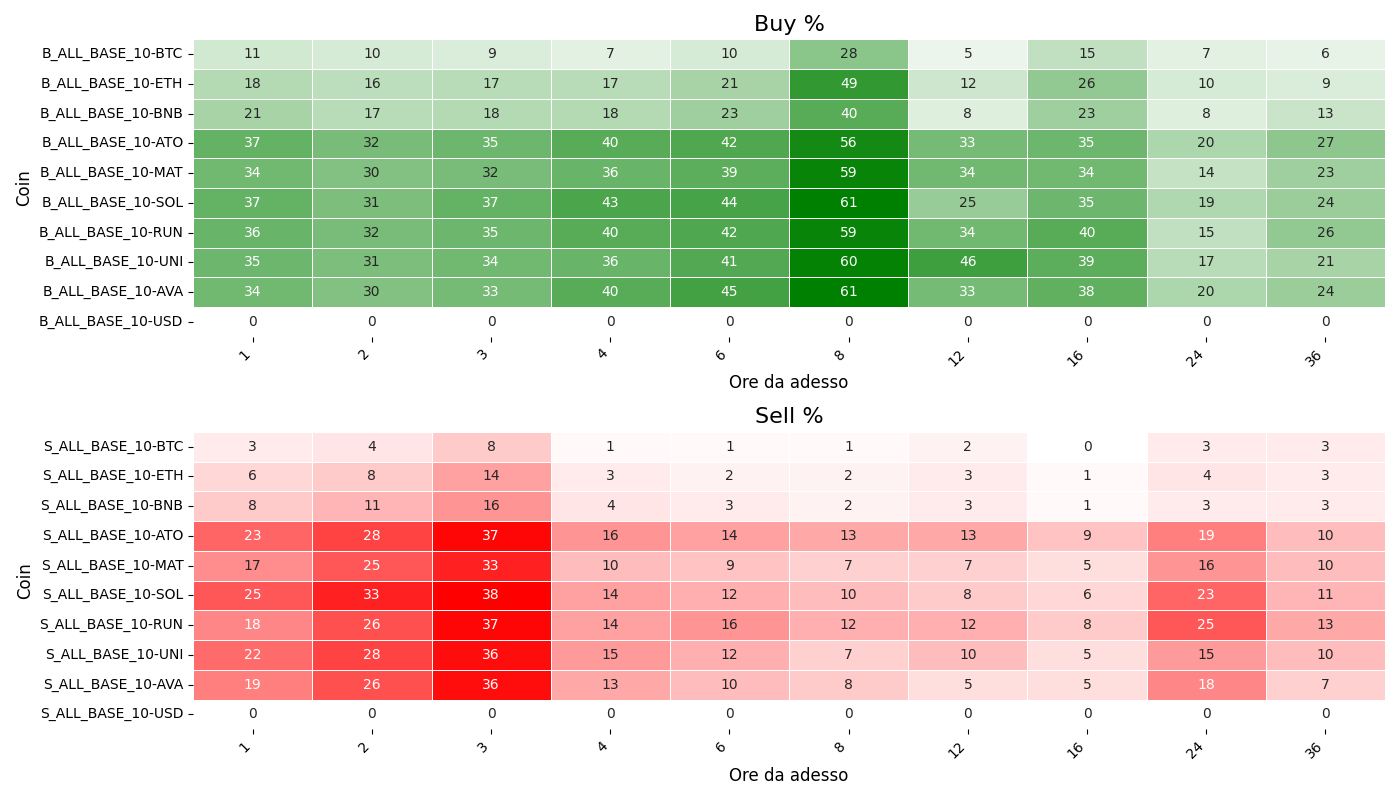 Buy %
Coin
B_ALL_BASE_10-BTC 11 10 9 7 10 28 5 15 7 6
B_ALL_BASE_10-ETH 18 16 17 17 21 49 12 26 10 9
B_ALL_BASE_10-BNB 21 17 18 18 23 40 8 23 8 13
B_ALL_BASE_10-ATO 37 32 35 40 42 56 33 35 20 27
B_ALL_BASE_10-MAT 34 30 32 36 39 59 34 34 14 23
B_ALL_BASE_10-SOL 37 31 37 43 44 61 25 35 19 24
B_ALL_BASE_10-RUN 36 32 35 40 42 59 34 40 15 26
B_ALL_BASE_10-UNI 35 31 34 36 41 60 46 39 17 21
B_ALL_BASE_10-AVA 34 30 33 40 45 61 33 38 20 24
B_ALL_BASE_10-USD 0 0 0 0 0 0 0 0 0 0
1 2 3 4 6 8 12 16 24 36
Ore da adesso
Sell %
Coin
S_ALL_BASE_10-BTC 3 4 8 1 1 1 2 0 3 3
S_ALL_BASE_10-ETH 6 8 14 3 2 2 3 1 4 3
S_ALL_BASE_10-BNB 8 11 16 4 3 2 3 1 3 3
S_ALL_BASE_10-ATO 23 28 37 16 14 13 13 9 19 10
S_ALL_BASE_10-MAT 17 25 33 10 9 7 7 5 16 10
S_ALL_BASE_10-SOL 25 33 38 14 12 10 8 6 23 11
S_ALL_BASE_10-RUN 18 26 37 14 16 12 12 8 25 13
S_ALL_BASE_10-UNI 22 28 36 15 12 7 10 5 15 10
S_ALL_BASE_10-AVA 19 26 36 13 10 8 5 5 18 7
S_ALL_BASE_10-USD 0 0 0 0 0 0 0 0 0 0
1 2 3 4 6 8 12 16 24 36
Ore da adesso